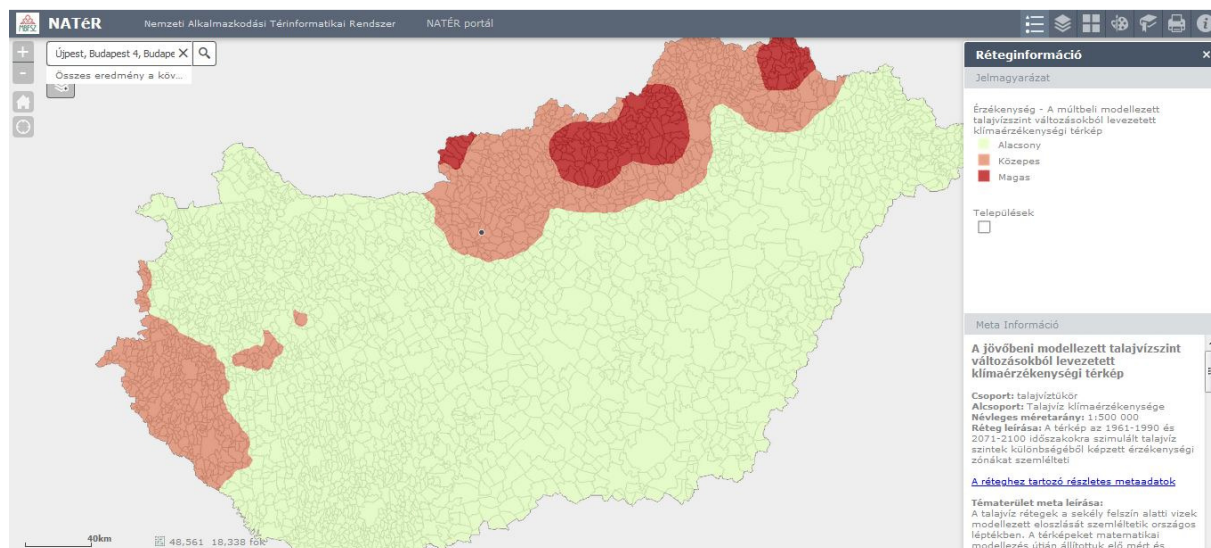 MBFSZ
NATéR
Nemzeti Alkalmazkodási Térinformatikai Rendszer
NATÉR portál
+
-
Újpest, Budapest 4, Budape
Összes eredmény a köv...
Réteginformáció
Jelmagyarázat
Érzékenység - A múltbeli modellezett
talajvízszint változásokból levezetett
klímaérzékenységi térkép
Alacsony
Közepes
Magas
Települések
Meta Információ
A jövőbeni modellezett talajvízszint
változásokból levezetett
klímaérzékenységi térkép
Csoport: talajvíztükör
Alcsoport: Talajvíz klímaérzékenysége
Névleges méretarány: 1:500 000
Réteg leírása: A térkép az 1961-1990 és
2071-2100 időszakokra szimulált talajvíz
szintek különbségéből képzett érzékenységi
zónákat szemlélteti
A réteghez tartozó részletes metaadatok
Tématerület meta leírása:
A talajvíz rétegek a sekély felszín alatti vizek
modellezett eloszlását szemléltetik országos
léptékben. A térképeket matematikai
modellezés útján állítottuk elő mért és
40km
48,561 18,338 fok